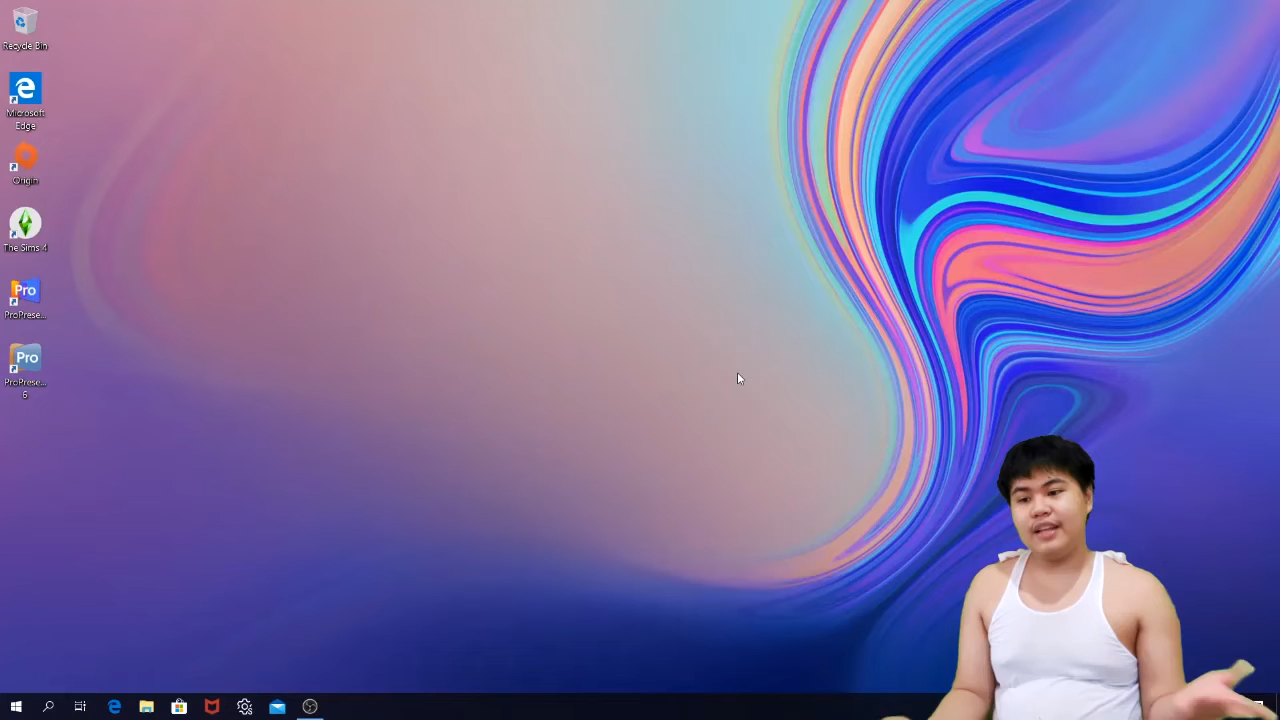 Recycle Bin
Microsoft
Edge
Origin
The Sims 4
Pro
ProPrese...
Pro
ProPrese...
6